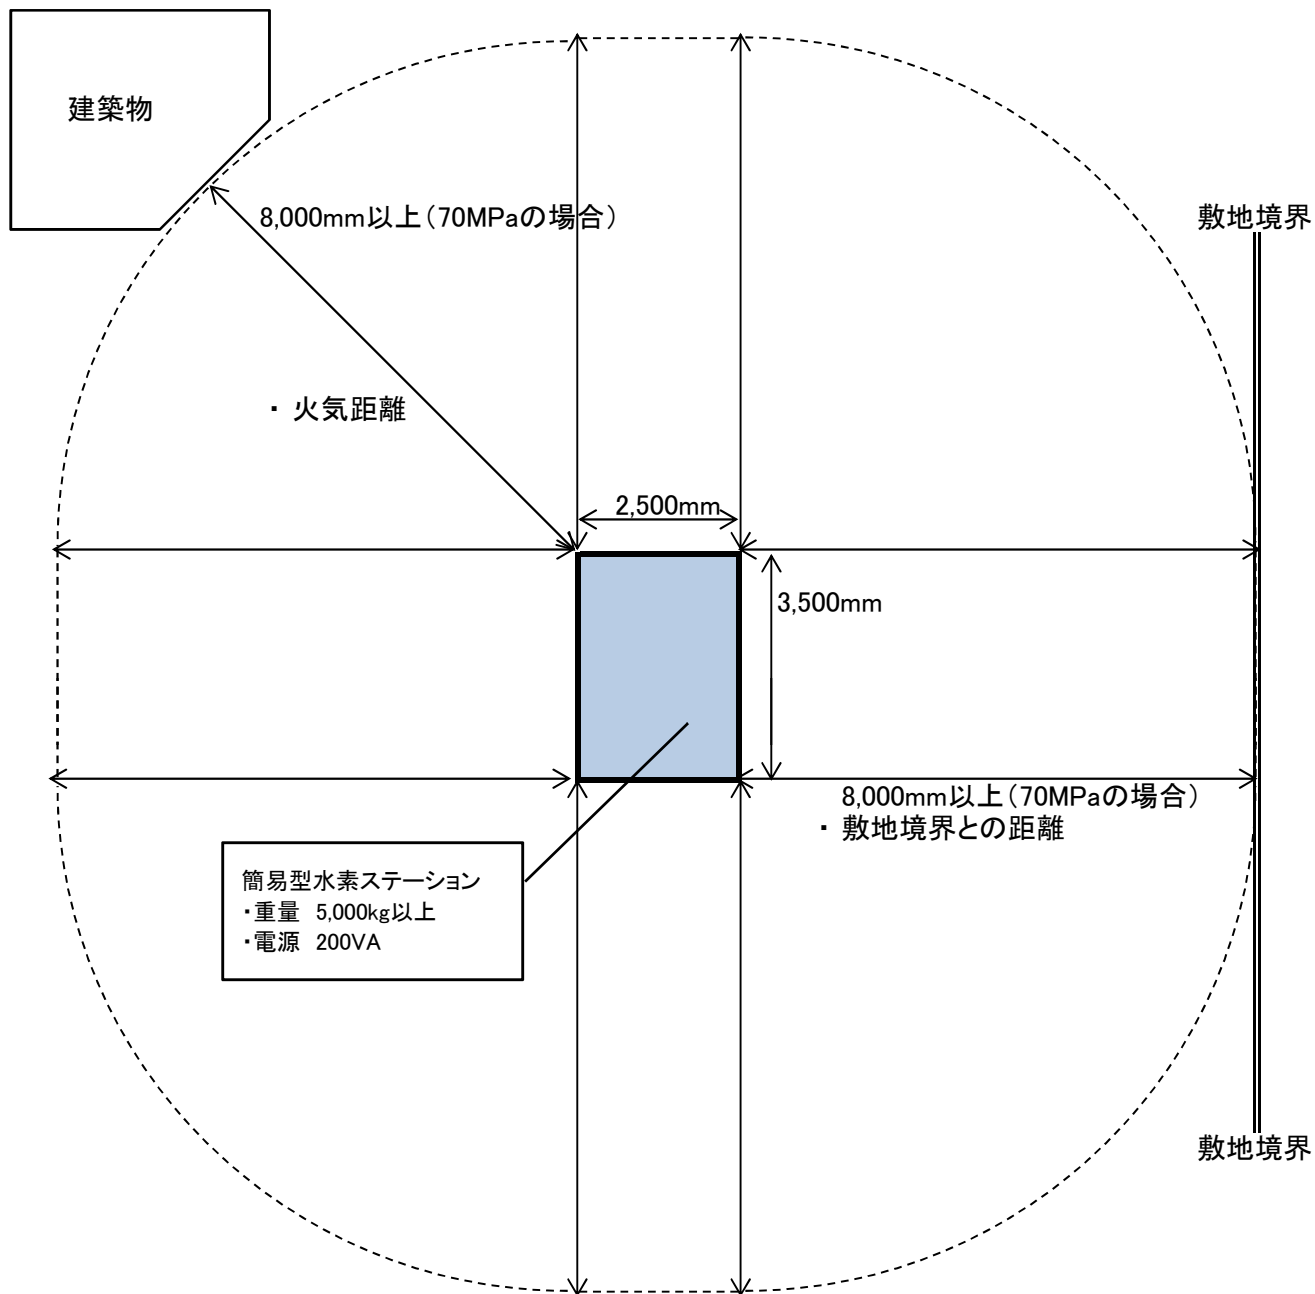 建築物
8,000mm以上（70MPaの場合）
敷地境界
・ 火気距離
2,500mm
3,500mm
8,000mm以上（70MPaの場合）
・ 敷地境界との距離
簡易型水素ステーション
・重量 5,000kg以上
・電源 200VA
敷地境界